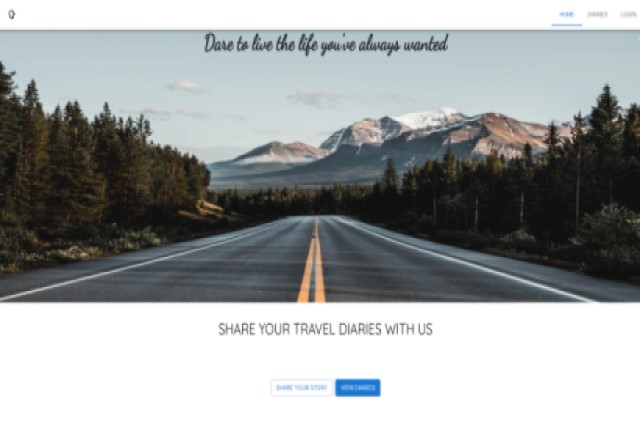 HOME DIARIES LOGIN
Dare to live the life you've always wanted
SHARE YOUR TRAVEL DIARIES WITH US
SHARE YOUR STORY VIEW DIARIES